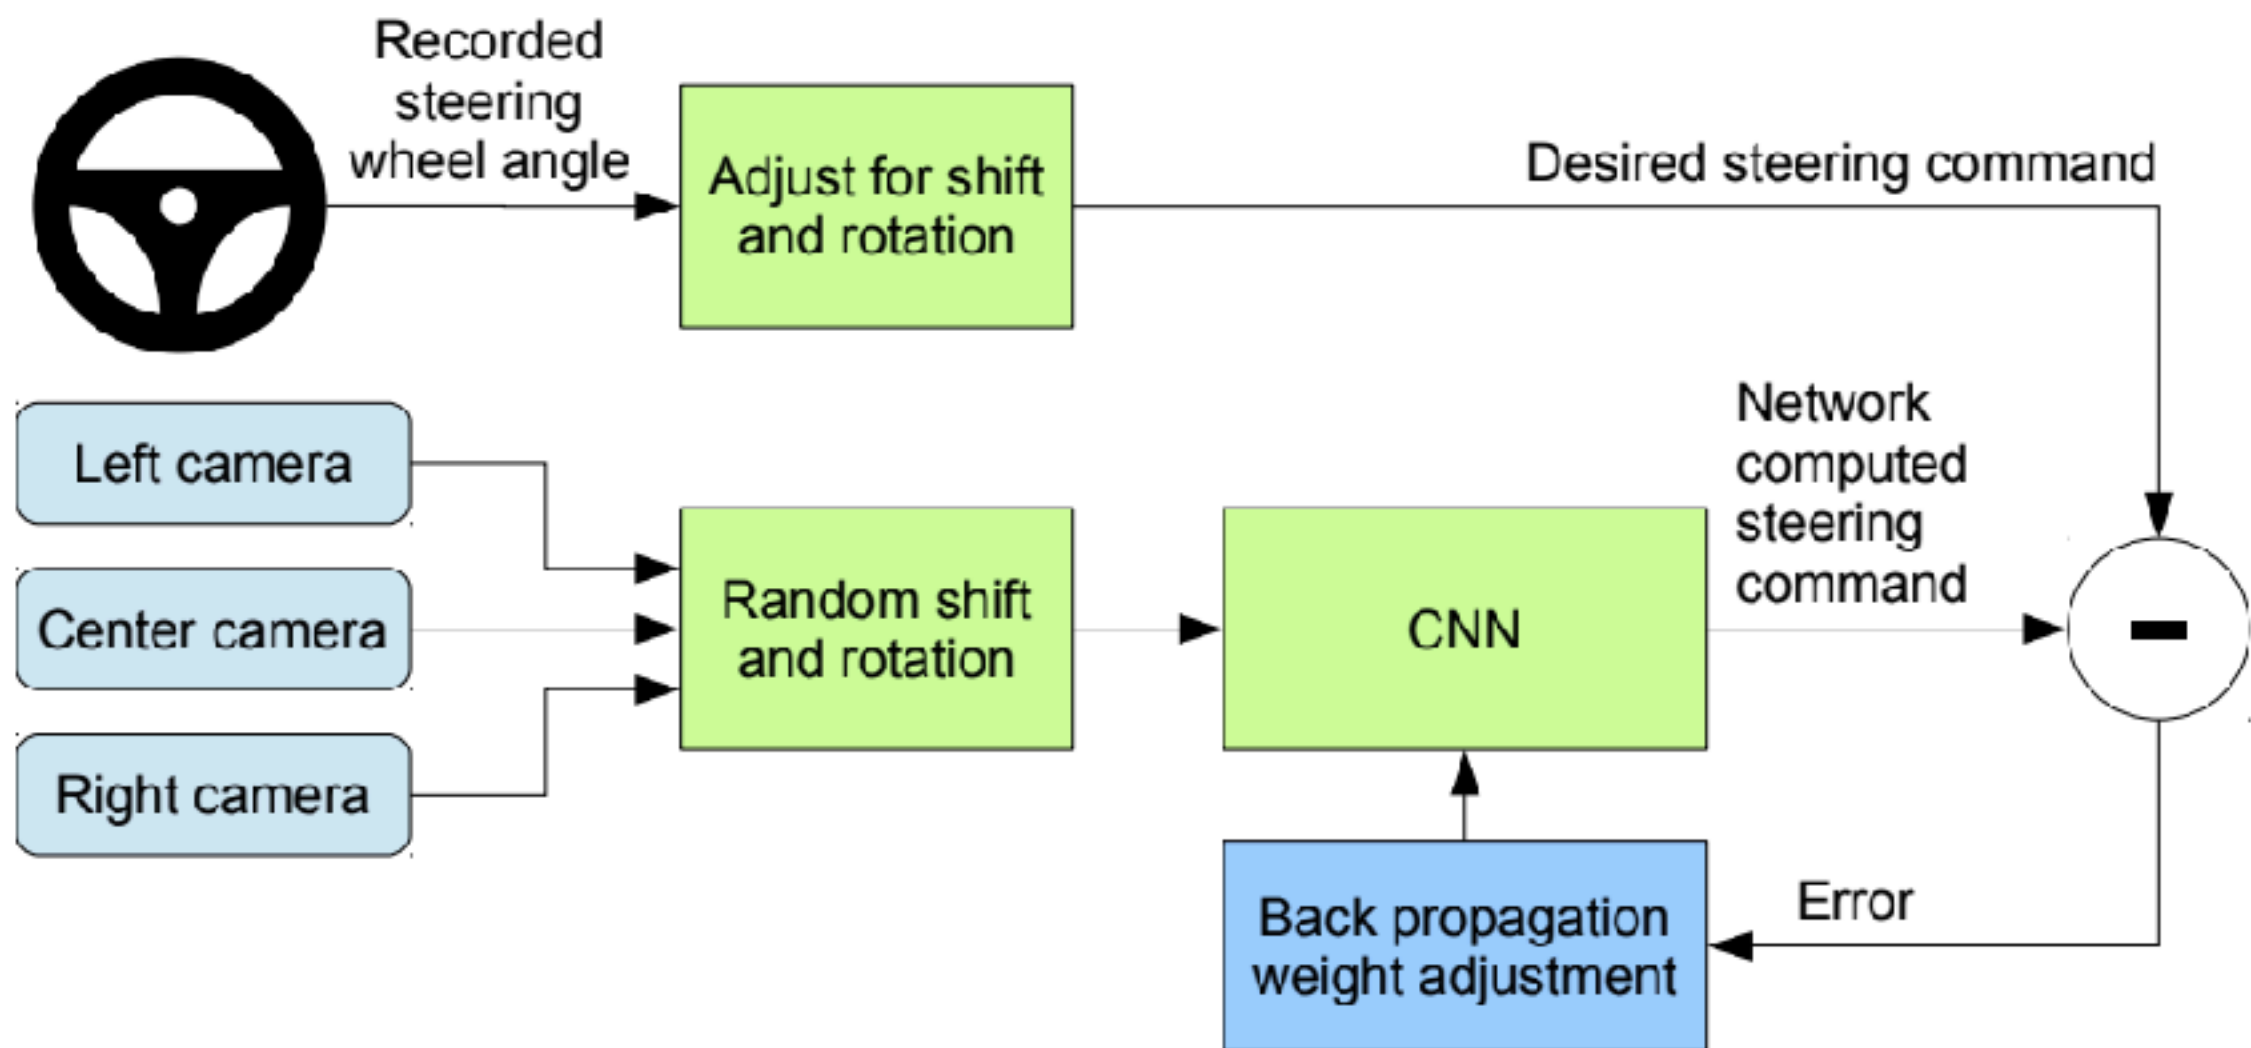 Recorded
steering
wheel angle
Adjust for shift
and rotation
Desired steering command
Left camera
Center camera
Right camera
Random shift
and rotation
CNN
Network
computed
steering
command
-
Back propagation
weight adjustment
Error